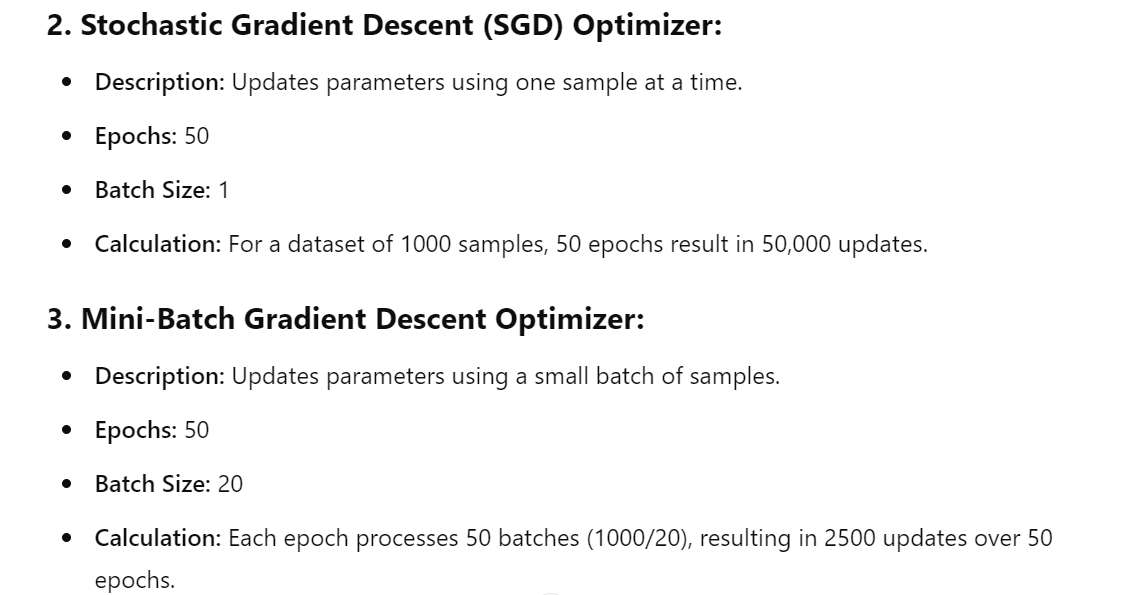 2. Stochastic Gradient Descent (SGD) Optimizer:
• Description: Updates parameters using one sample at a time.
• Epochs: 50
• Batch Size: 1
• Calculation: For a dataset of 1000 samples, 50 epochs result in 50,000 updates.
3. Mini-Batch Gradient Descent Optimizer:
• Description: Updates parameters using a small batch of samples.
• Epochs: 50
• Batch Size: 20
• Calculation: Each epoch processes 50 batches (1000/20), resulting in 2500 updates over 50
epochs.